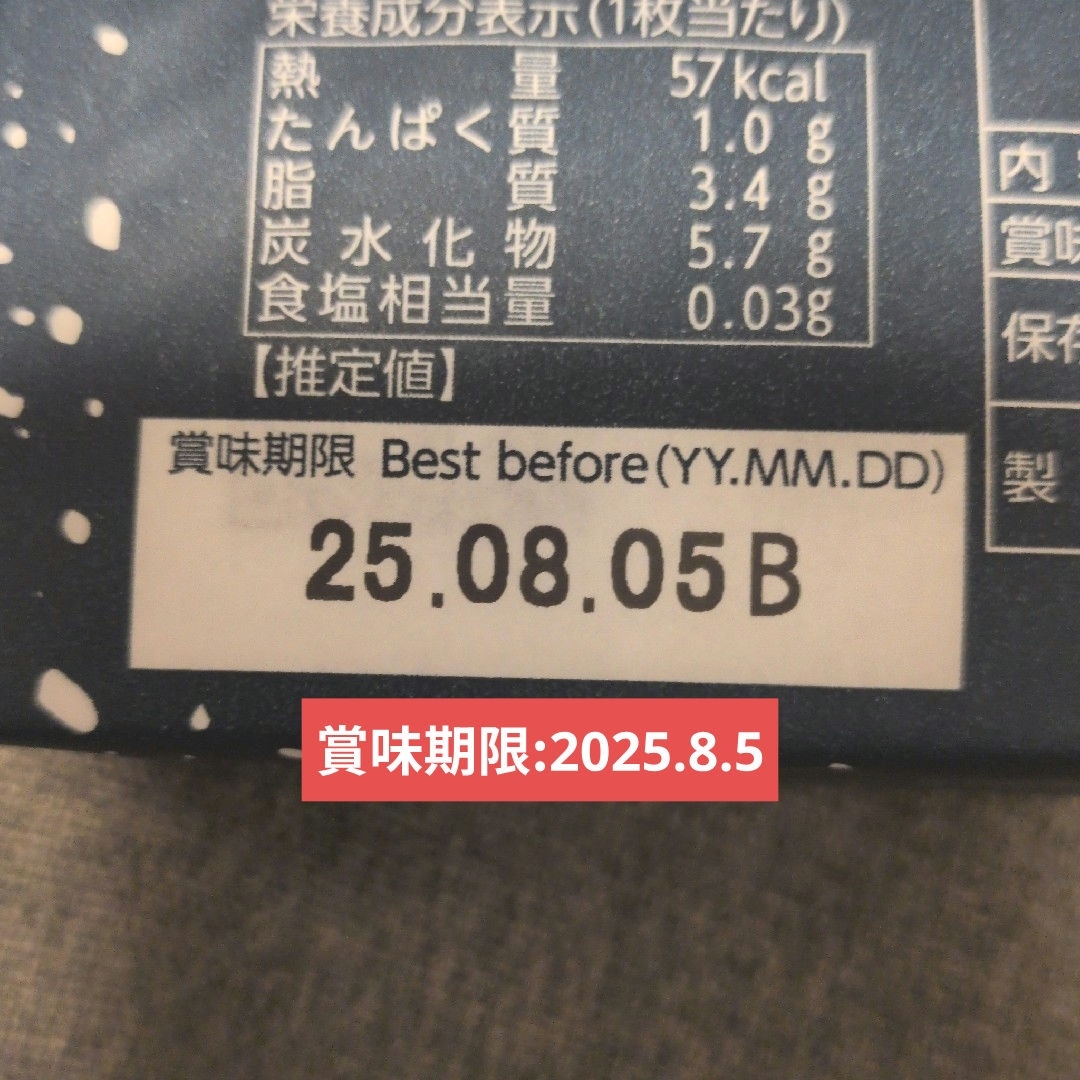 栄養成分表示(1枚当たり)
熱量 57kcal
たんぱく質 1.0 g
脂質 3.4 g
炭水化物 5.7 g
食塩相当量 0.03g
【推定値】
内
賞味
保存
製
賞味期限 Best before(YY.MM.DD)
25.08.05B
賞味期限:2025.8.5